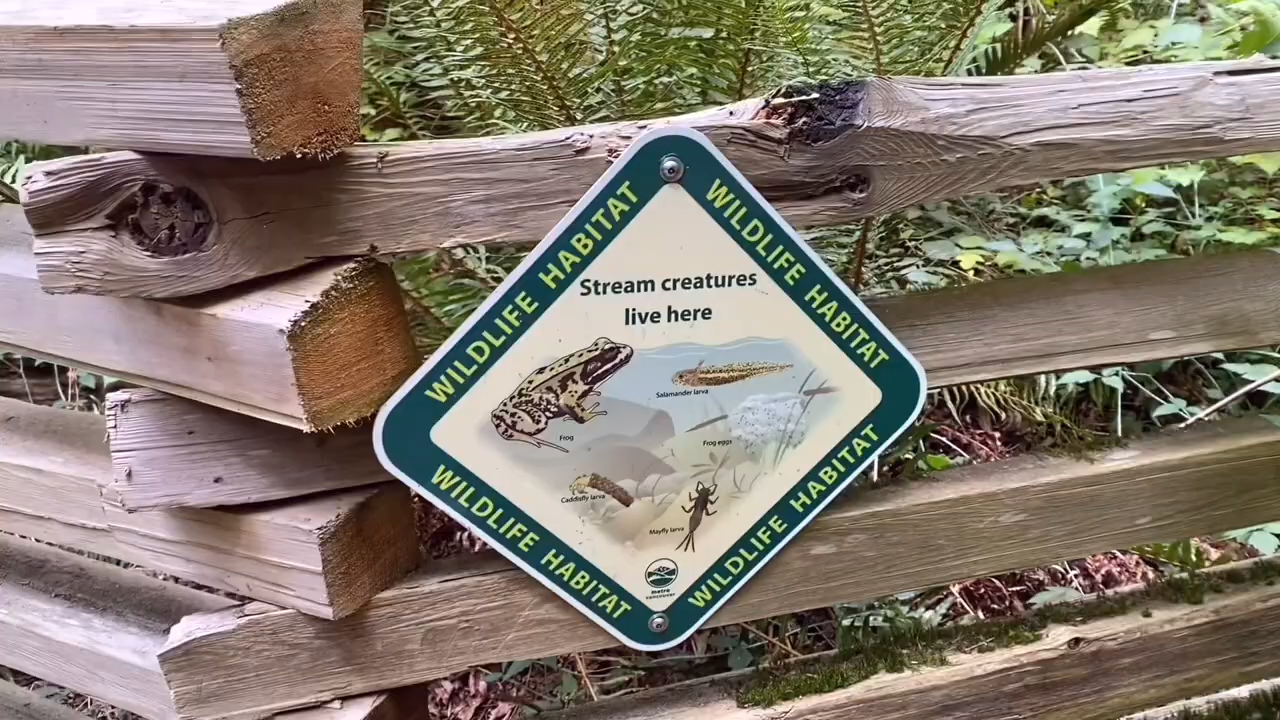 WILDLIFE HABITAT
WILDLIFE HABITAT
Stream creatures
live here
Salamander larva
Frog
Frog eggs
Caddisfly larva
Mayfly larva
metro
vancouver
WILDLIFE HABITAT
WILDLIFE HABITAT